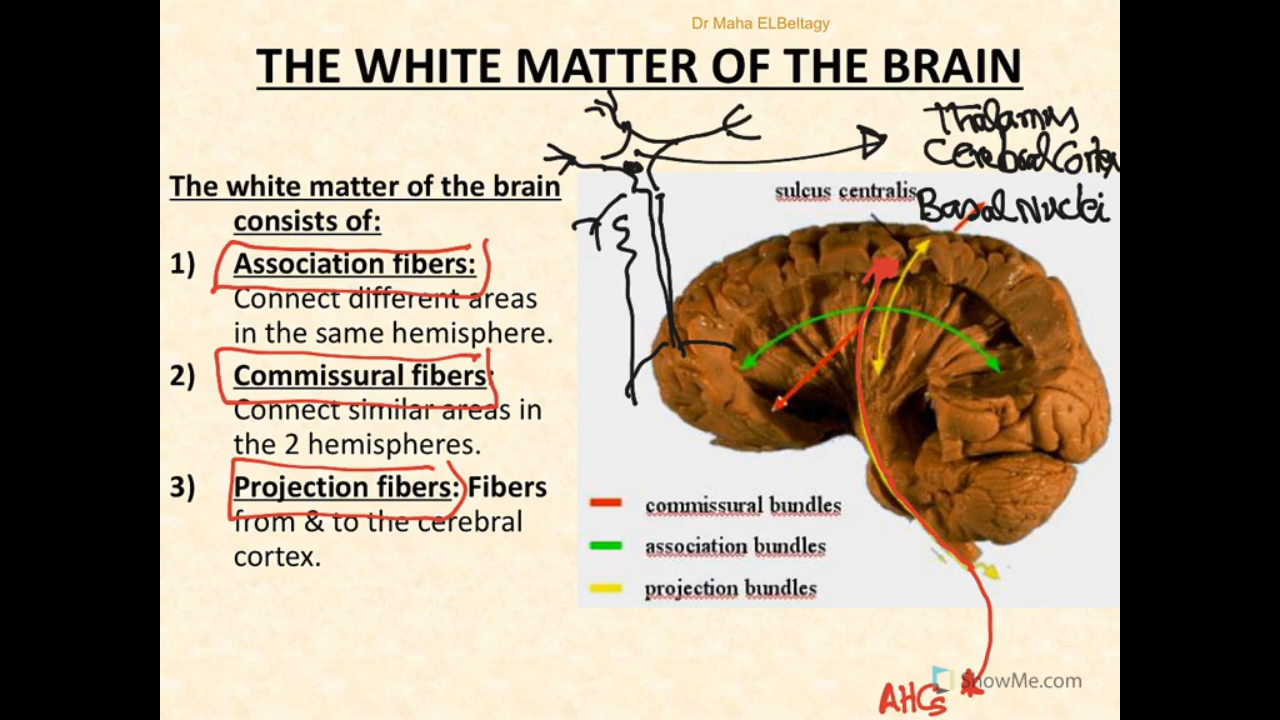 Dr Maha ELBeltagy
THE WHITE MATTER OF THE BRAIN
The white matter of the brain
consists of:
1) Association fibers:
Connect different areas
in the same hemisphere.
2) Commissural fibers:
Connect similar areas in
the 2 hemispheres.
3) Projection fibers: Fibers
from & to the cerebral
cortex.
Thalamus
Cerebral Cortex
Basal Nuclei
sulcus centralis
commissural bundles
association bundles
projection bundles
AHCs
ShowMe.com